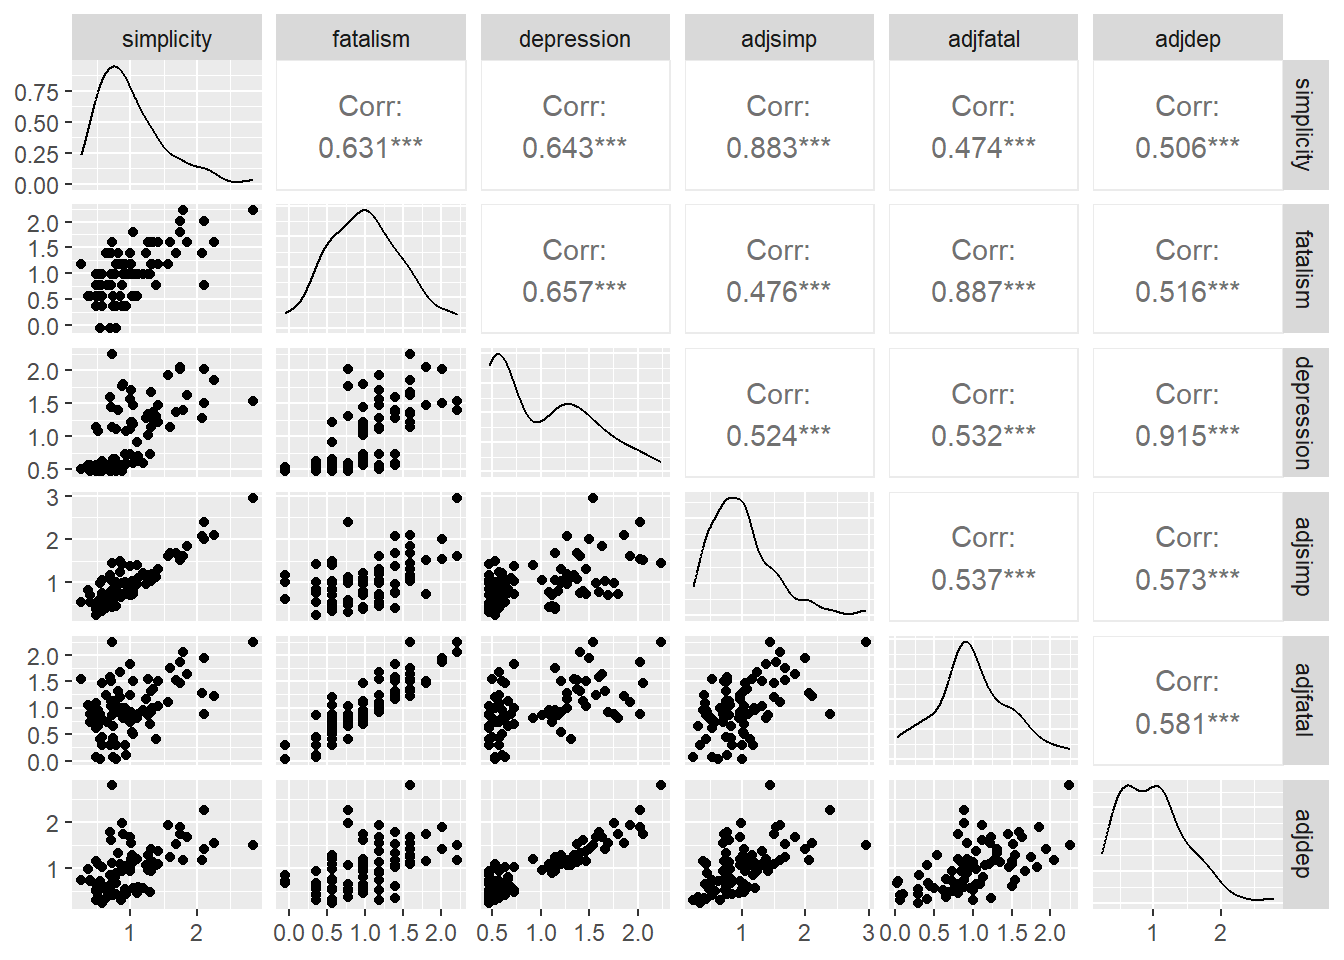 simplicity fatalism depression adjsimp adjfatal adjdep
0.75
0.50
0.25
0.00
Corr:
0.631***
Corr:
0.643***
Corr:
0.883***
Corr:
0.474***
Corr:
0.506***
simplicity
2.0
1.5
1.0
0.5
0.0
Corr:
0.657***
Corr:
0.476***
Corr:
0.887***
Corr:
0.516***
fatalism
2.0
1.5
1.0
0.5
Corr:
0.524***
Corr:
0.532***
Corr:
0.915***
depression
3
2
1
Corr:
0.537***
Corr:
0.573***
adjsimp
2.0
1.5
1.0
0.5
0.0
Corr:
0.581***
adjfatal
2
1
adjdep
1 2
0.0 0.5 1.0 1.5 2.0
0.5 1.0 1.5 2.0
1 2 3
0.0 0.5 1.0 1.5 2.0
1 2